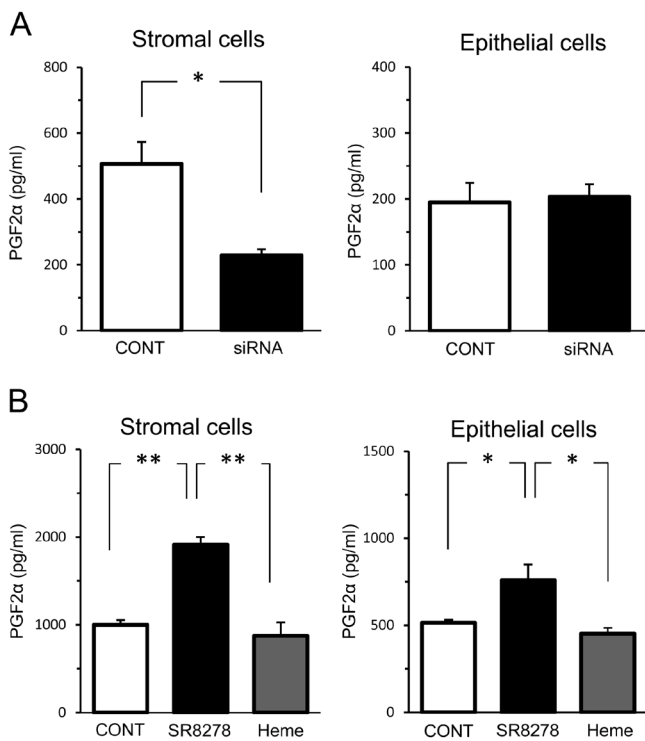 A
Stromal cells
PGF2α (pg/ml)
800
600
400
200
0
*
CONT siRNA
Epithelial cells
PGF2α (pg/ml)
400
300
200
100
0
CONT siRNA
B
Stromal cells
PGF2α (pg/ml)
3000
2000
1000
0
** **
CONT SR8278 Heme
Epithelial cells
PGF2α (pg/ml)
1500
1000
500
0
* *
CONT SR8278 Heme